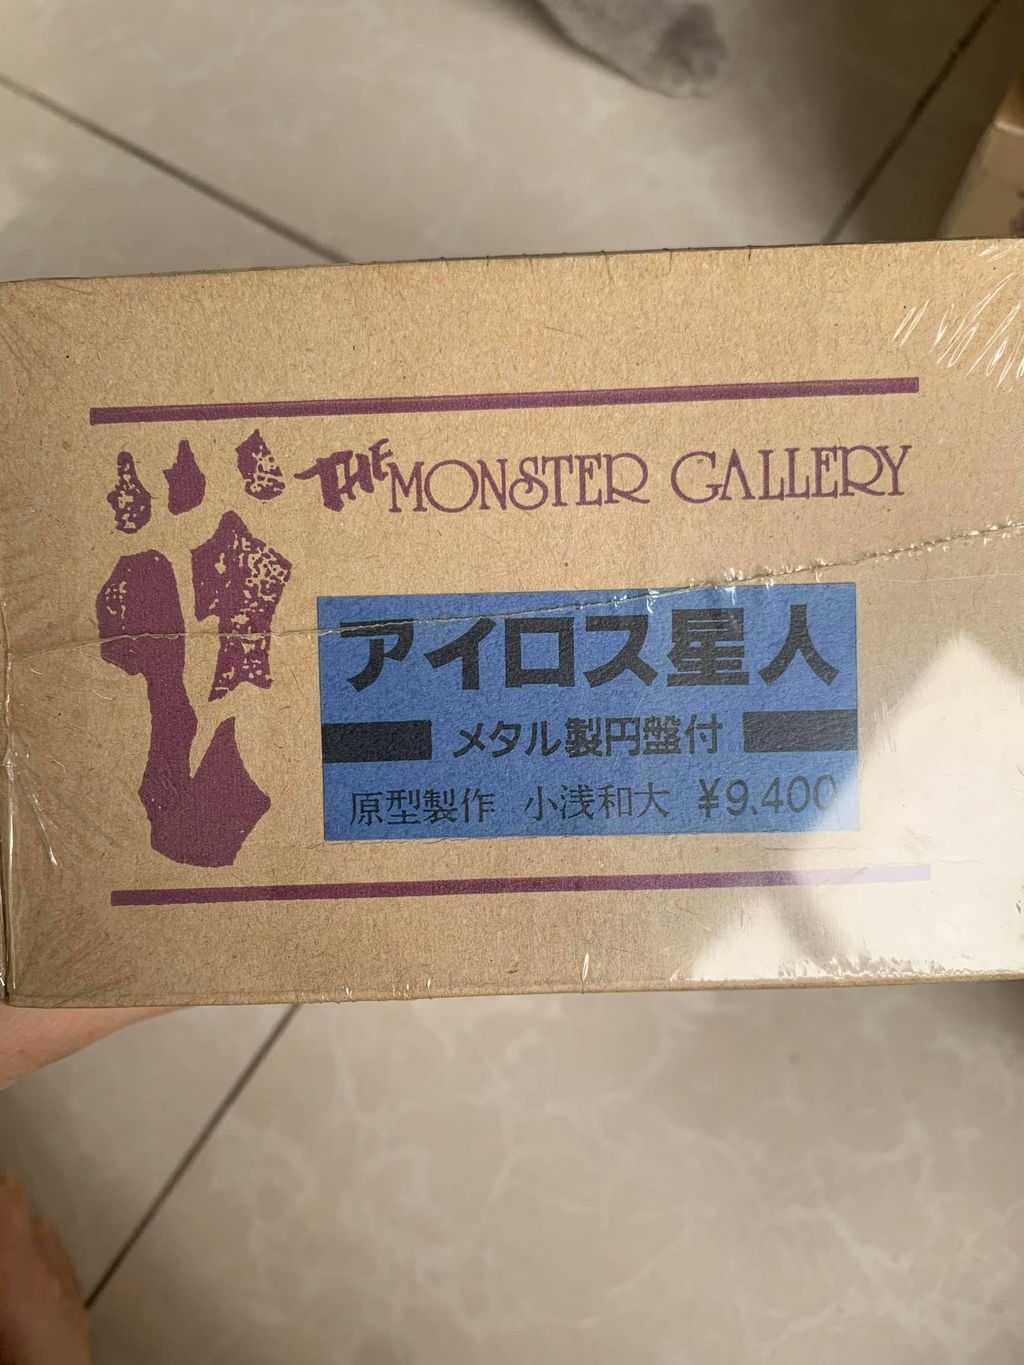 THE MONSTER GALLERY
アイロス星人
メタル製円盤付
原型製作 小浅和大 ¥9,400